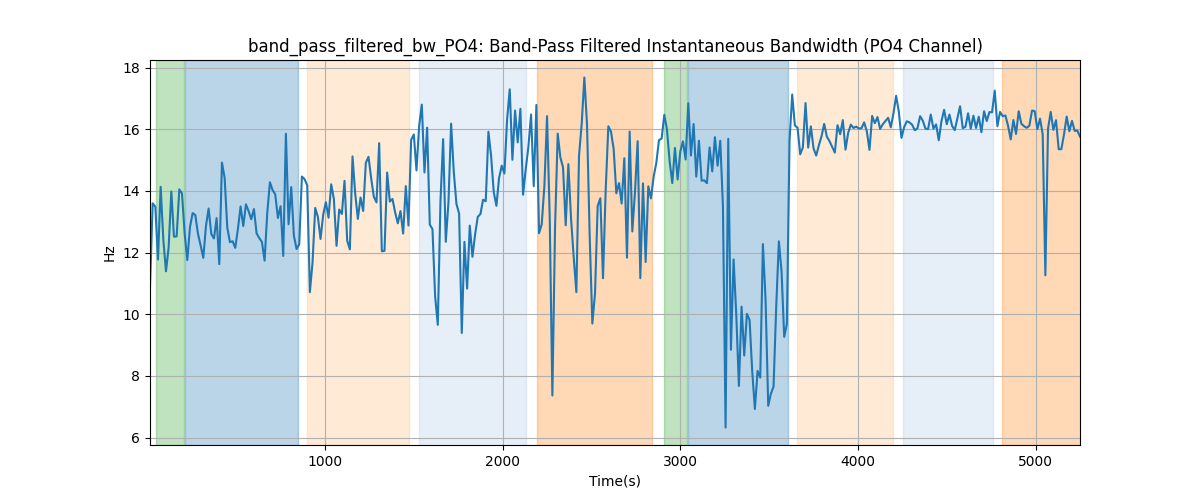 band_pass_filtered_bw_PO4: Band-Pass Filtered Instantaneous Bandwidth (PO4 Channel)
18
16
14
12
10
8
6
Hz
1000 2000 3000 4000 5000
Time(s)